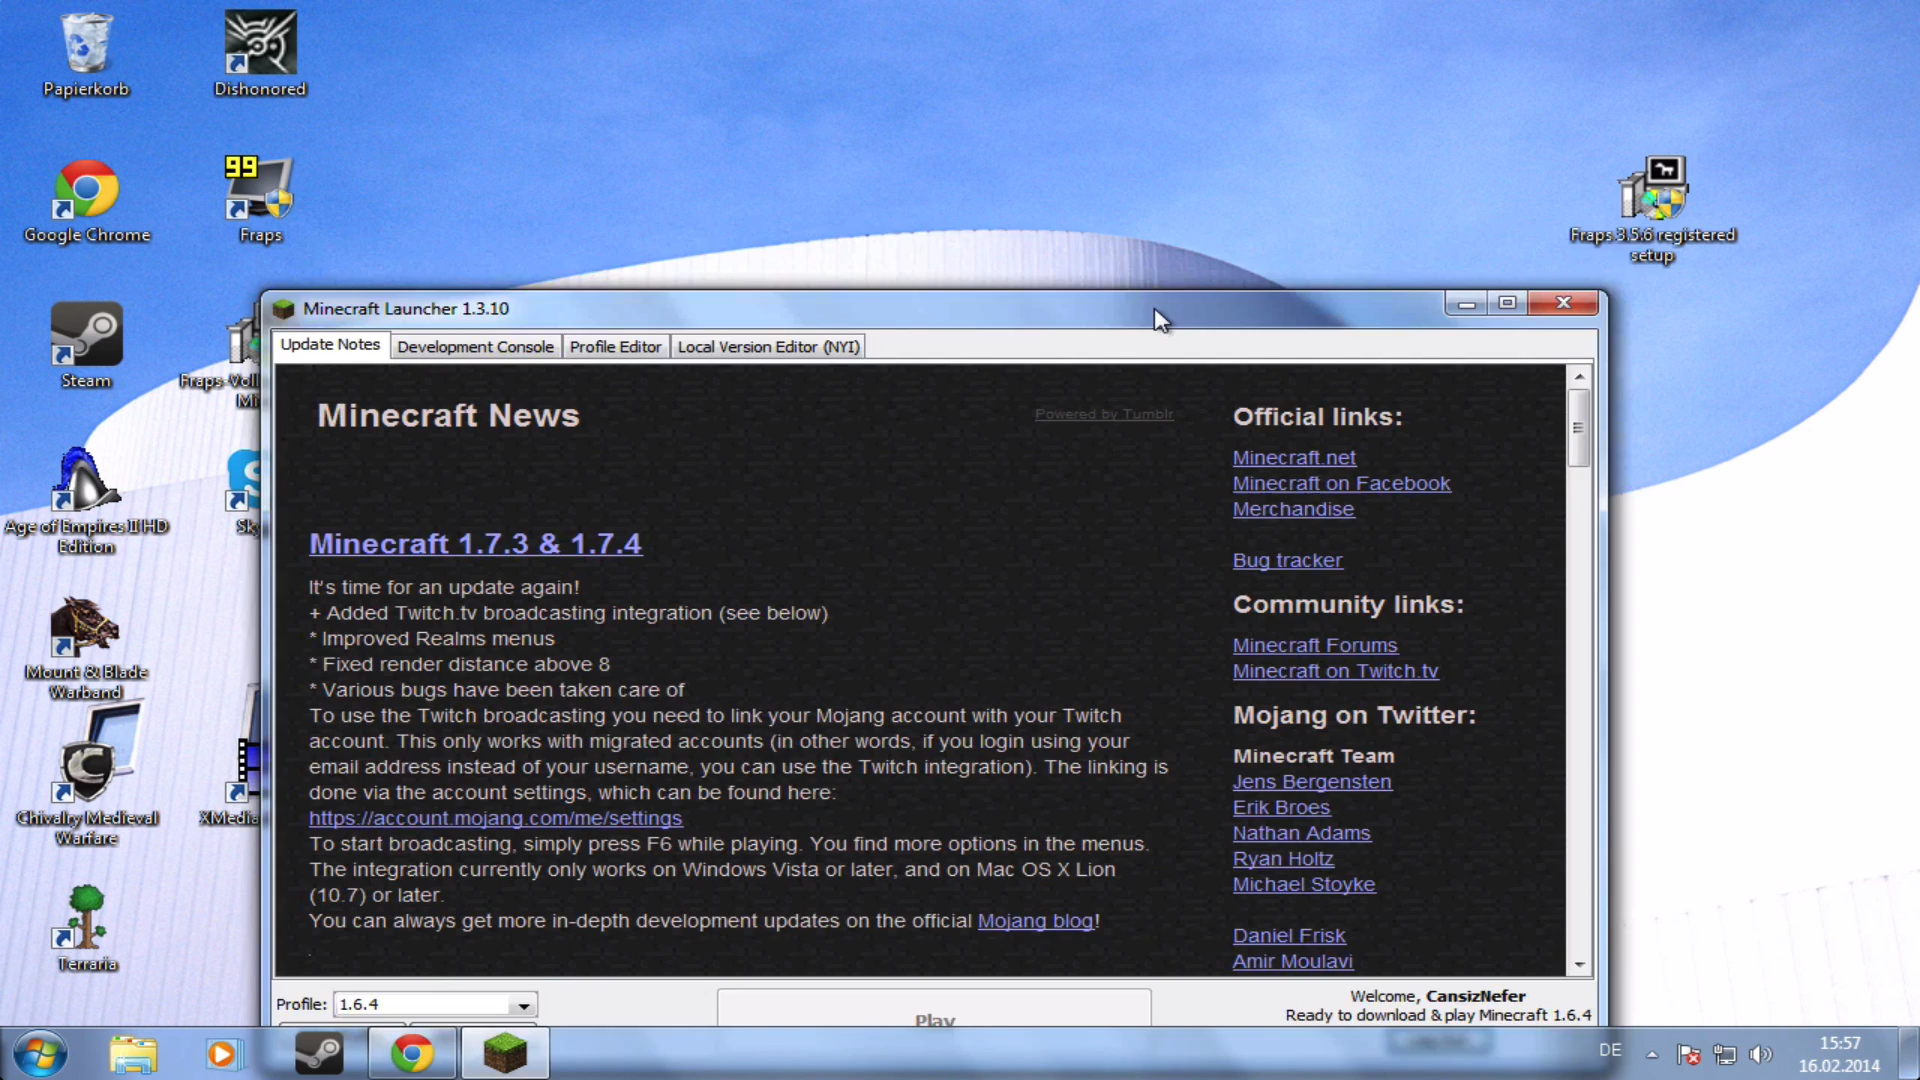 Papierkorb
Dishonored
Google Chrome
99
Fraps
Fraps 3.5.6 registered
setup
Steam
Age of Empires II HD
Edition
Mount & Blade
Warband
Chivalry Medieval
Warfare
XMedia
Terraria
Minecraft Launcher 1.3.10
Update Notes
Development Console
Profile Editor
Local Version Editor (NYI)
Minecraft News
Powered by Tumblr
Minecraft 1.7.3 & 1.7.4
It's time for an update again!
+ Added Twitch.tv broadcasting integration (see below)
* Improved Realms menus
* Fixed render distance above 8
* Various bugs have been taken care of
To use the Twitch broadcasting you need to link your Mojang account with your Twitch
account. This only works with migrated accounts (in other words, if you login using your
email address instead of your username, you can use the Twitch integration). The linking is
done via the account settings, which can be found here:
https://account.mojang.com/me/settings
To start broadcasting, simply press F6 while playing. You find more options in the menus.
The integration currently only works on Windows Vista or later, and on Mac OS X Lion
(10.7) or later.
You can always get more in-depth development updates on the official Mojang blog!
Official links:
Minecraft.net
Minecraft on Facebook
Merchandise
Bug tracker
Community links:
Minecraft Forums
Minecraft on Twitch.tv
Mojang on Twitter:
Minecraft Team
Jens Bergensten
Erik Broes
Nathan Adams
Ryan Holtz
Michael Stoyke
Daniel Frisk
Amir Moulavi
Profile: 1.6.4
Play
Welcome, CansizNefer
Ready to download & play Minecraft 1.6.4
DE
15:57
16.02.2014